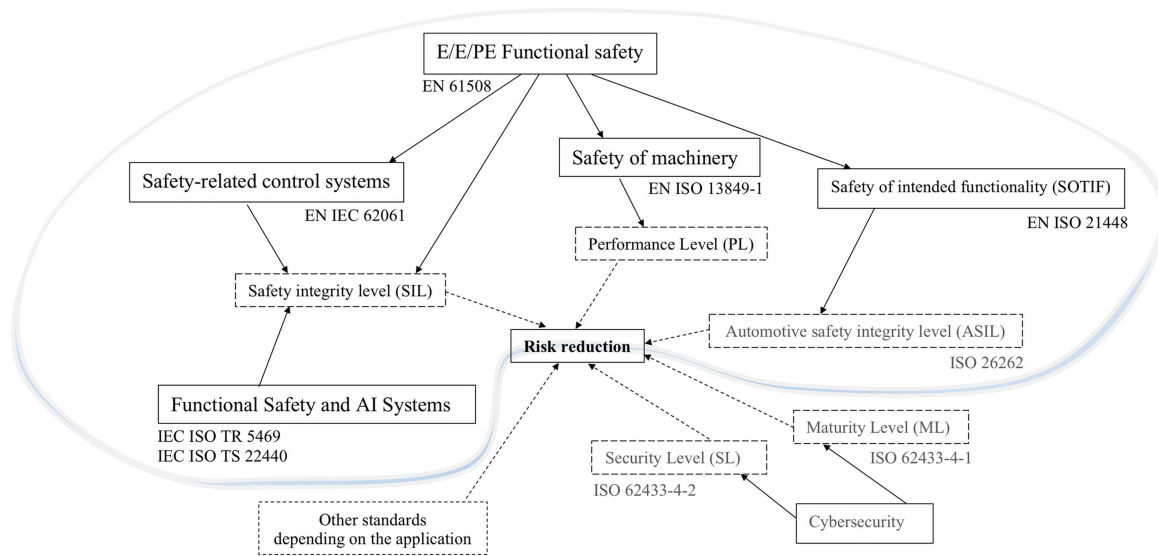 E/E/PE Functional safety
EN 61508
Safety-related control systems
EN IEC 62061
Safety of machinery
EN ISO 13849-1
Safety of intended functionality (SOTIF)
EN ISO 21448
Performance Level (PL)
Safety integrity level (SIL)
Automotive safety integrity level (ASIL)
ISO 26262
Risk reduction
Functional Safety and AI Systems
IEC ISO TR 5469
IEC ISO TS 22440
Maturity Level (ML)
ISO 62433-4-1
Security Level (SL)
ISO 62433-4-2
Cybersecurity
Other standards
depending on the application